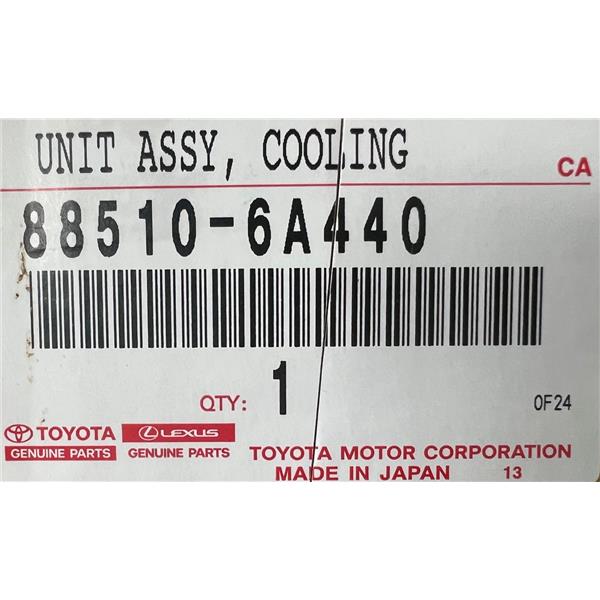 UNIT ASSY, COOLING
CA
88510-6A440
QTY: 1
0F24
TOYOTA LEXUS
GENUINE PARTS GENUINE PARTS
TOYOTA MOTOR CORPORATION
MADE IN JAPAN 13